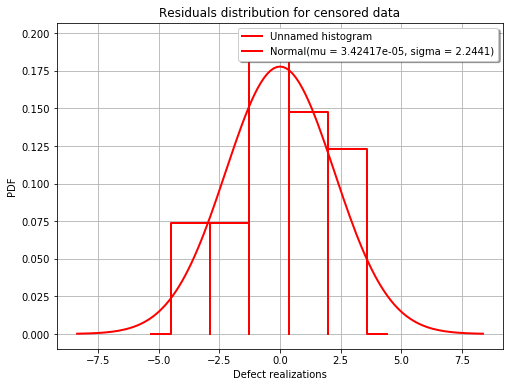 Residuals distribution for censored data
Unnamed histogram
Normal(mu = 3.42417e-05, sigma = 2.2441)
0.200
0.175
0.150
0.125
0.100
0.075
0.050
0.025
0.000
PDF
−7.5 −5.0 −2.5 0.0 2.5 5.0 7.5
Defect realizations